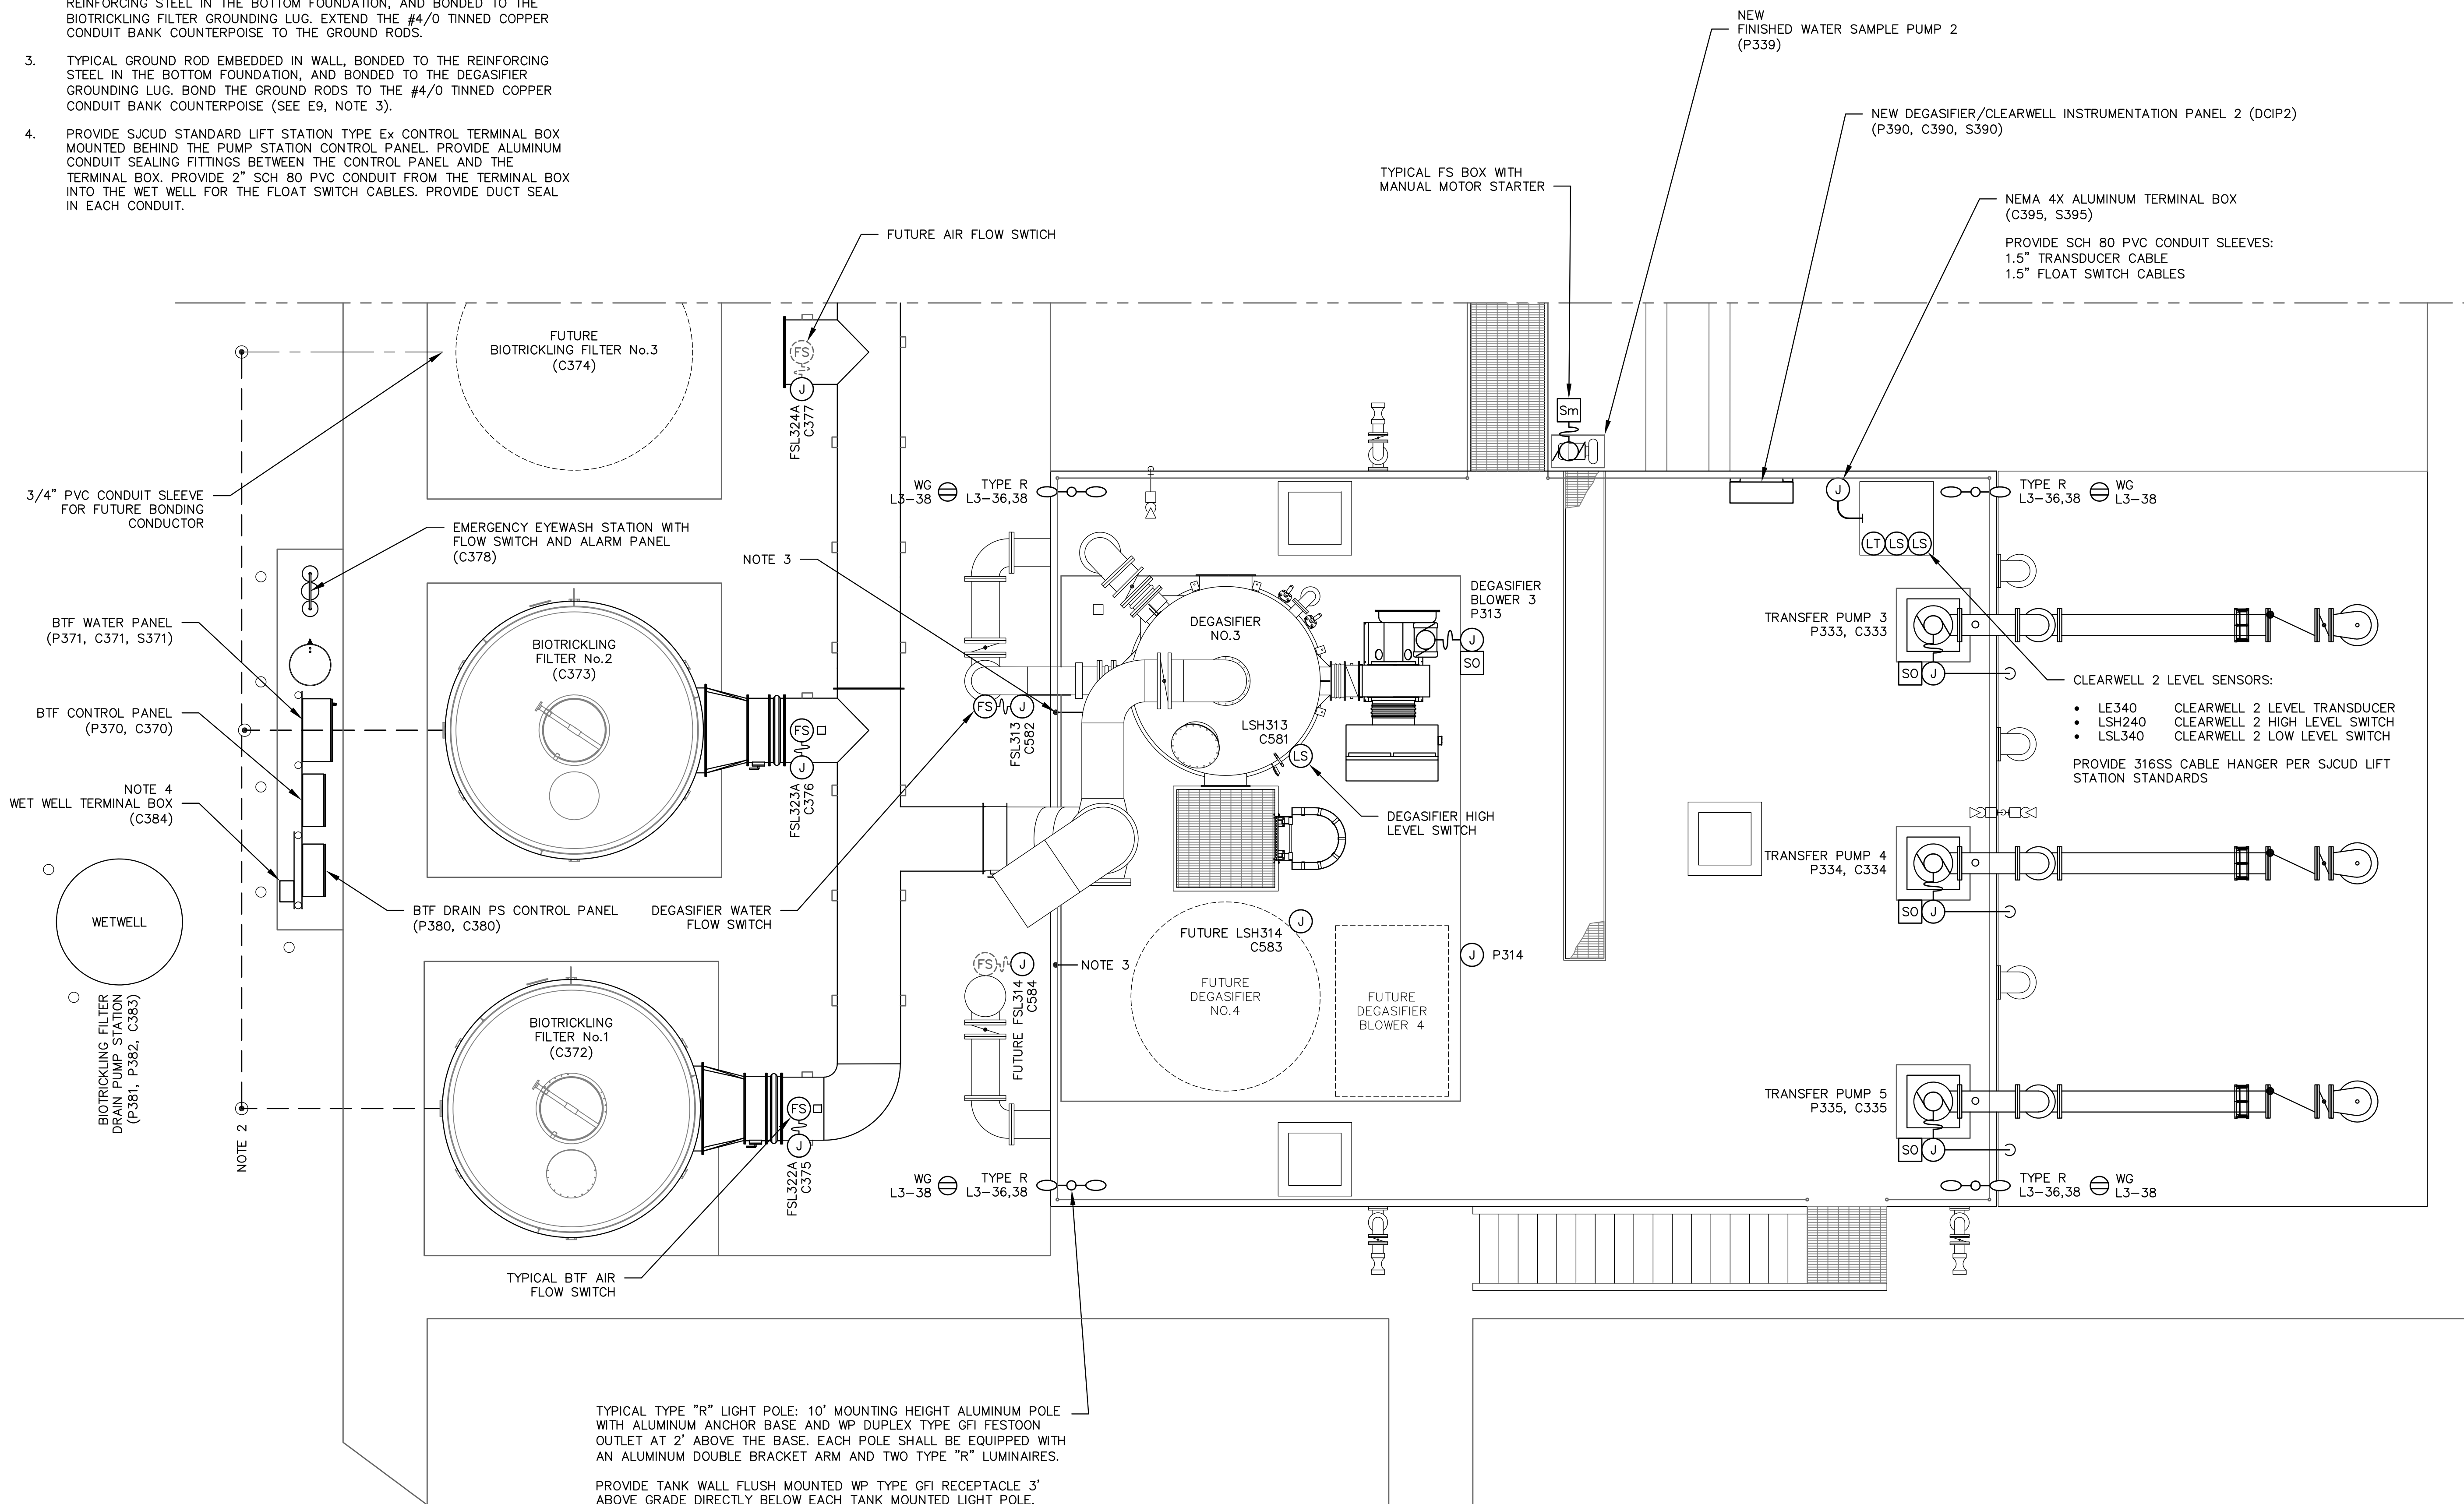 REINFORCING STEEL IN THE BOTTOM FOUNDATION, AND BONDED TO THE
BIOTRICKLING FILTER GROUNDING LUG. EXTEND THE #4/0 TINNED COPPER
CONDUIT BANK COUNTERPOISE TO THE GROUND RODS.
3. TYPICAL GROUND ROD EMBEDDED IN WALL, BONDED TO THE REINFORCING
STEEL IN THE BOTTOM FOUNDATION, AND BONDED TO THE DEGASIFIER
GROUNDING LUG. BOND THE GROUND RODS TO THE #4/0 TINNED COPPER
CONDUIT BANK COUNTERPOISE (SEE E9, NOTE 3).
4. PROVIDE SJCUD STANDARD LIFT STATION TYPE Ex CONTROL TERMINAL BOX
MOUNTED BEHIND THE PUMP STATION CONTROL PANEL. PROVIDE ALUMINUM
CONDUIT SEALING FITTINGS BETWEEN THE CONTROL PANEL AND THE
TERMINAL BOX. PROVIDE 2" SCH 80 PVC CONDUIT FROM THE TERMINAL BOX
INTO THE WET WELL FOR THE FLOAT SWITCH CABLES. PROVIDE DUCT SEAL
IN EACH CONDUIT.
NEW
FINISHED WATER SAMPLE PUMP 2
(P339)
NEW DEGASIFIER/CLEARWELL INSTRUMENTATION PANEL 2 (DCIP2)
(P390, C390, S390)
TYPICAL FS BOX WITH
MANUAL MOTOR STARTER
NEMA 4X ALUMINUM TERMINAL BOX
(C395, S395)
PROVIDE SCH 80 PVC CONDUIT SLEEVES:
1.5" TRANSDUCER CABLE
1.5" FLOAT SWITCH CABLES
FUTURE AIR FLOW SWTICH
FUTURE
BIOTRICKLING FILTER No.3
(C374)
FS
J
FSL324A
C377
Sm
3/4" PVC CONDUIT SLEEVE
FOR FUTURE BONDING
CONDUCTOR
WG
L3-38
TYPE R
L3-36,38
J
TYPE R
L3-36,38
WG
L3-38
LT LS LS
EMERGENCY EYEWASH STATION WITH
FLOW SWITCH AND ALARM PANEL
(C378)
NOTE 3
BTF WATER PANEL
(P371, C371, S371)
BIOTRICKLING
FILTER No.2
(C373)
DEGASIFIER
NO.3
DEGASIFIER
BLOWER 3
P313
J
SO
TRANSFER PUMP 3
P333, C333
SO J
CLEARWELL 2 LEVEL SENSORS:
• LE340 CLEARWELL 2 LEVEL TRANSDUCER
• LSH240 CLEARWELL 2 HIGH LEVEL SWITCH
• LSL340 CLEARWELL 2 LOW LEVEL SWITCH
PROVIDE 316SS CABLE HANGER PER SJCUD LIFT
STATION STANDARDS
BTF CONTROL PANEL
(P370, C370)
FS
J
FSL323A
C376
FS J
FSL313
C582
LSH313
C581
LS
NOTE 4
WET WELL TERMINAL BOX
(C384)
DEGASIFIER HIGH
LEVEL SWITCH
TRANSFER PUMP 4
P334, C334
SO J
WETWELL
BTF DRAIN PS CONTROL PANEL
(P380, C380)
DEGASIFIER WATER
FLOW SWITCH
FUTURE LSH314
C583
J
J P314
FS J
NOTE 3
FUTURE FSL314
C584
FUTURE
DEGASIFIER
NO.4
FUTURE
DEGASIFIER
BLOWER 4
BIOTRICKLING FILTER
DRAIN PUMP STATION
(P381, P382, C383)
NOTE 2
BIOTRICKLING
FILTER No.1
(C372)
FS
J
FSL322A
C375
TRANSFER PUMP 5
P335, C335
SO J
WG
L3-38
TYPE R
L3-36,38
TYPE R
L3-36,38
WG
L3-38
TYPICAL BTF AIR
FLOW SWITCH
TYPICAL TYPE "R" LIGHT POLE: 10' MOUNTING HEIGHT ALUMINUM POLE
WITH ALUMINUM ANCHOR BASE AND WP DUPLEX TYPE GFI FESTOON
OUTLET AT 2' ABOVE THE BASE. EACH POLE SHALL BE EQUIPPED WITH
AN ALUMINUM DOUBLE BRACKET ARM AND TWO TYPE "R" LUMINAIRES.
PROVIDE TANK WALL FLUSH MOUNTED WP TYPE GFI RECEPTACLE 3'
ABOVE GRADE DIRECTLY BELOW EACH TANK MOUNTED LIGHT POLE.